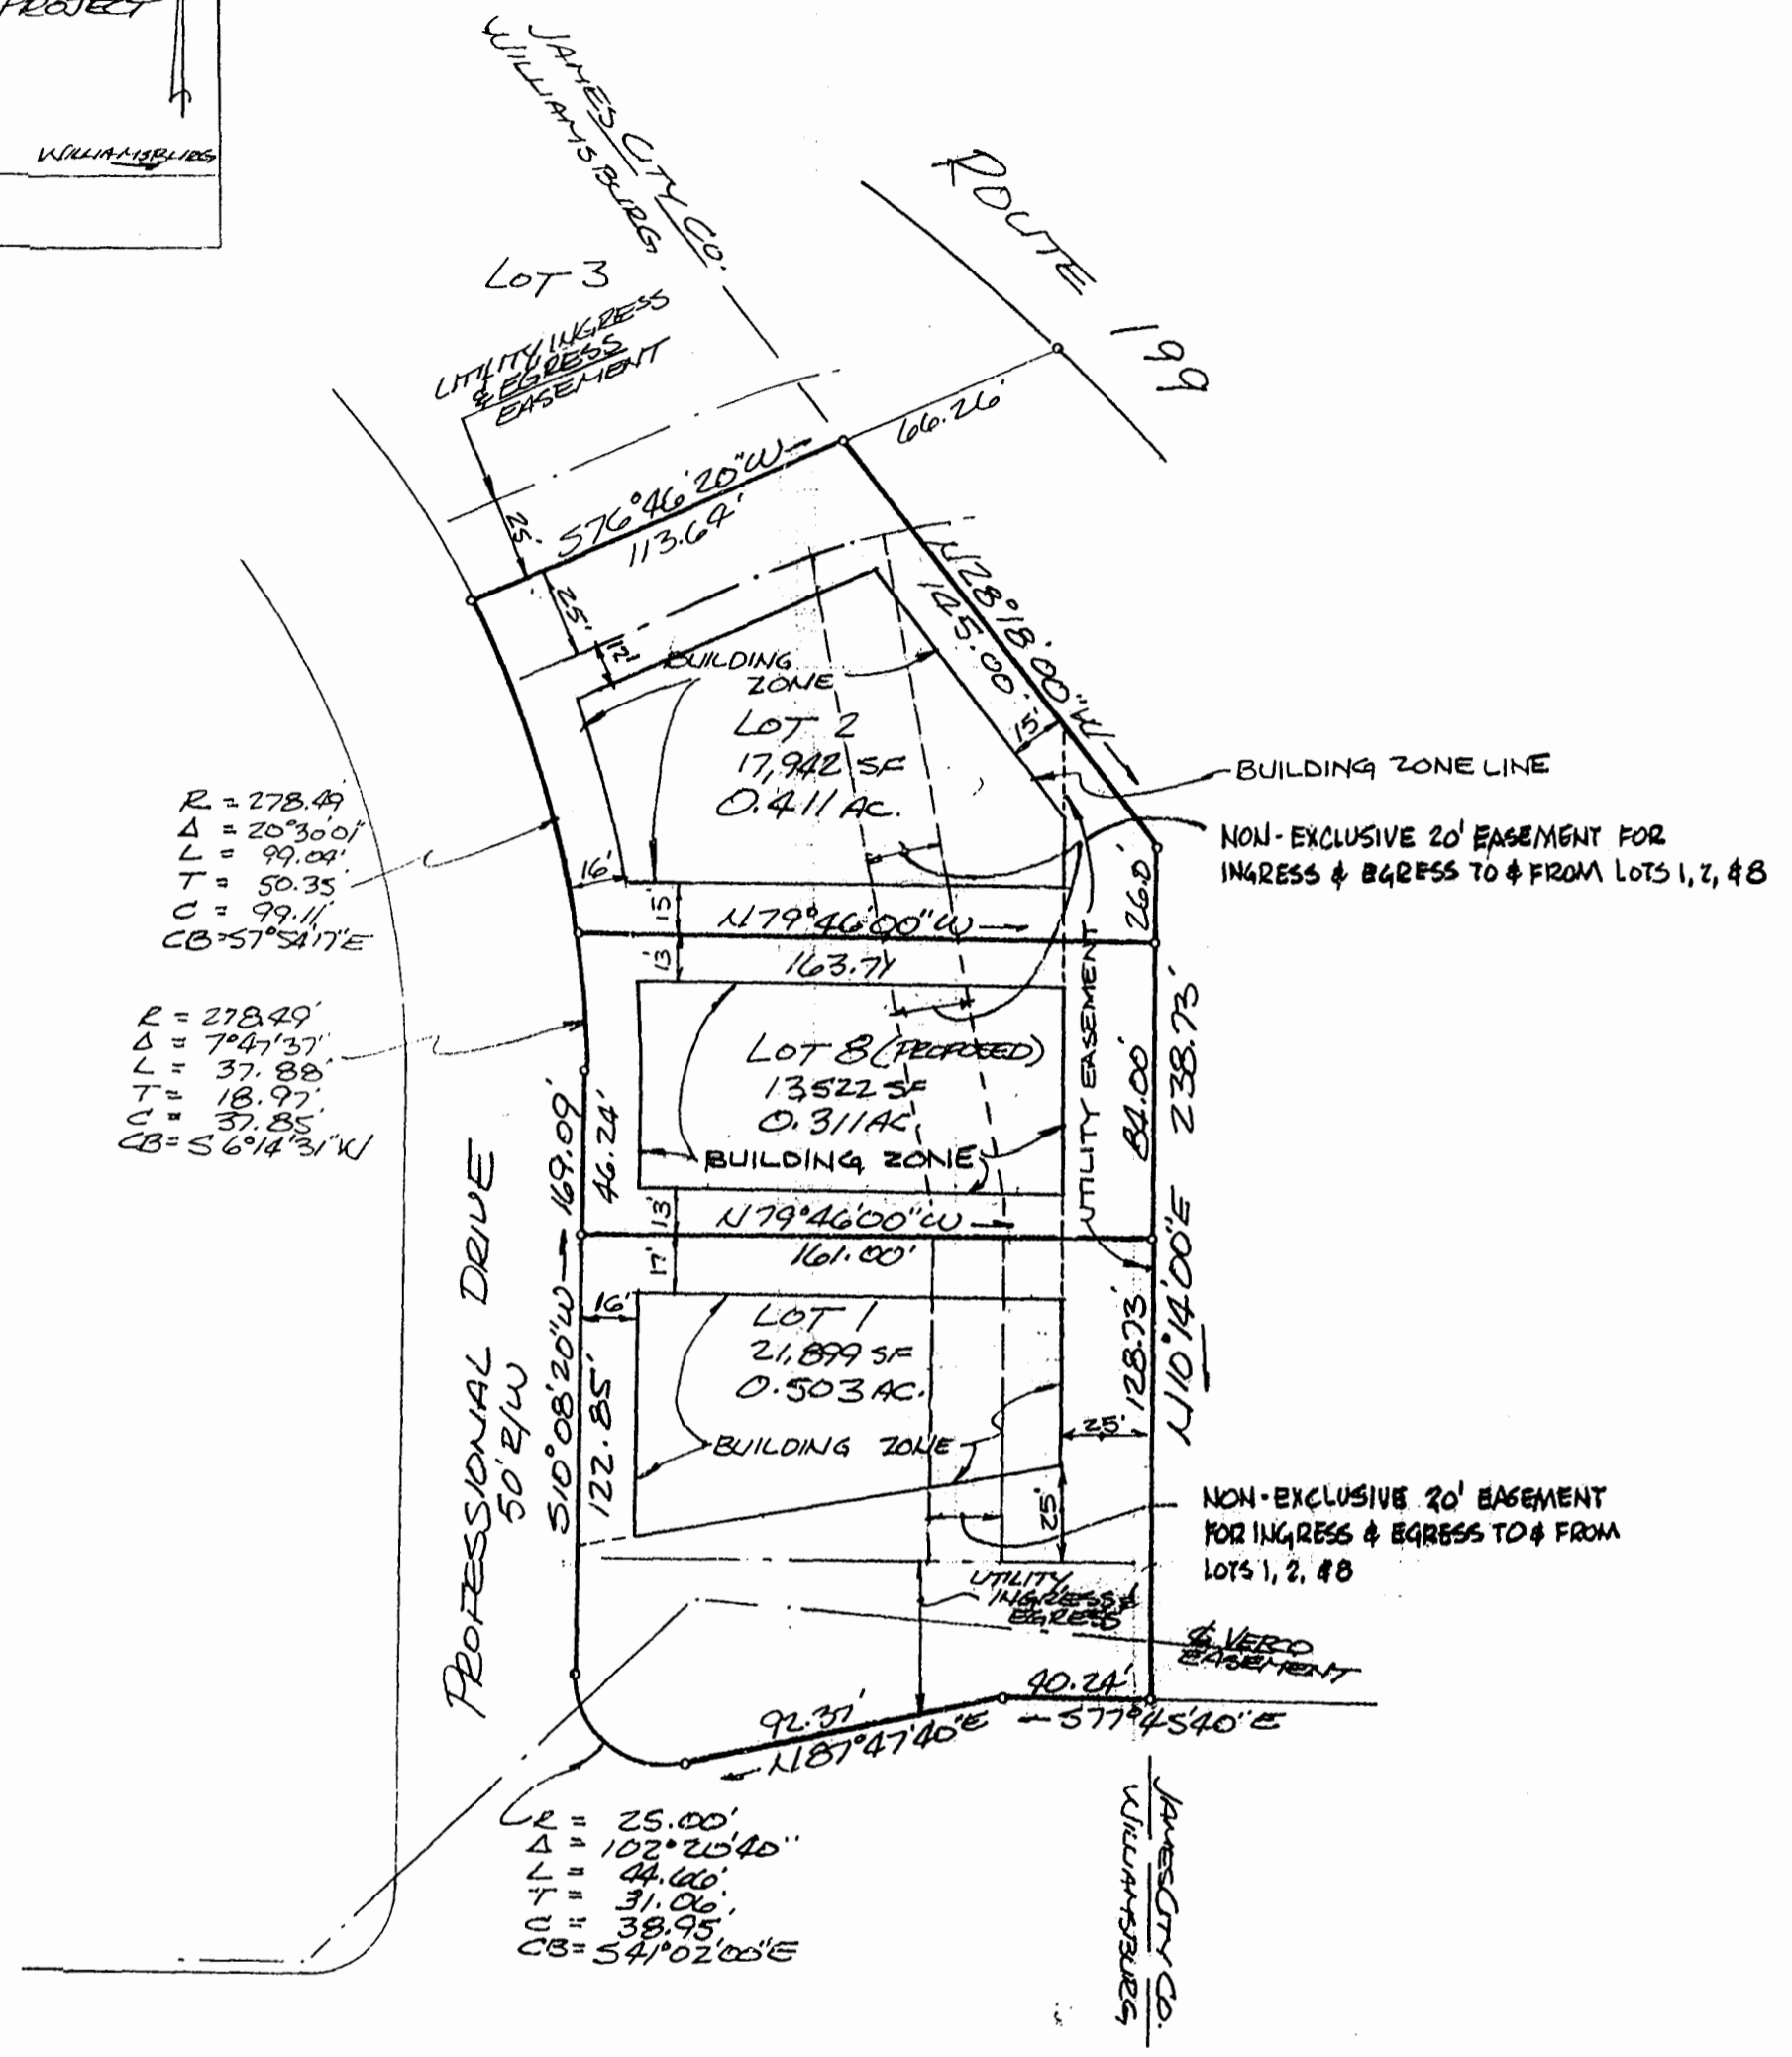 PROJECT
WILLIAMSBURG
JAMES CITY CO.
WILLIAMSBURG
ROUTE 199
LOT 3
UTILITY INGRESS
& EGRESS
EASEMENT
66.26'
S76°46'20"W
113.64'
25'
25'
12'
N28°18'00"W
145.00'
15'
BUILDING
ZONE
LOT 2
17,942 SF
0.411 AC.
BUILDING ZONE LINE
NON-EXCLUSIVE 20' EASEMENT FOR
INGRESS & EGRESS TO & FROM LOTS 1, 2, & 8
R = 278.49'
Δ = 20°30'01"
L = 99.04'
T = 50.35'
C = 99.11'
CB=S7°54'17"E
16'
15'
26.0'
N79°46'00"W
163.74
13'
R = 278.49'
Δ = 7°47'37"
L = 37.88'
T = 18.97'
C = 37.85'
CB= S 6°14'31"W
LOT 8 (PROPOSED)
13,522 SF
0.311 AC.
BUILDING ZONE
UTILITY EASEMENT
84.00'
N10°14'00"E 238.73'
46.24'
S10°08'20"W 169.09'
13'
N79°46'00"W
161.00'
17'
16'
LOT 1
21,899 SF
0.503 AC.
BUILDING ZONE
128.73'
25'
25'
122.85'
PROFESSIONAL DRIVE
50' R/W
NON-EXCLUSIVE 20' EASEMENT
FOR INGRESS & EGRESS TO & FROM
LOTS 1, 2, & 8
UTILITY,
INGRESS &
EGRESS
℄ VEPCO
EASEMENT
40.24'
S77°45'40"E
92.37'
N87°47'40"E
R = 25.00'
Δ = 102°20'40"
L = 44.66'
T = 31.06'
C = 38.95'
CB= S41°02'00"E
JAMES CITY CO.
WILLIAMSBURG